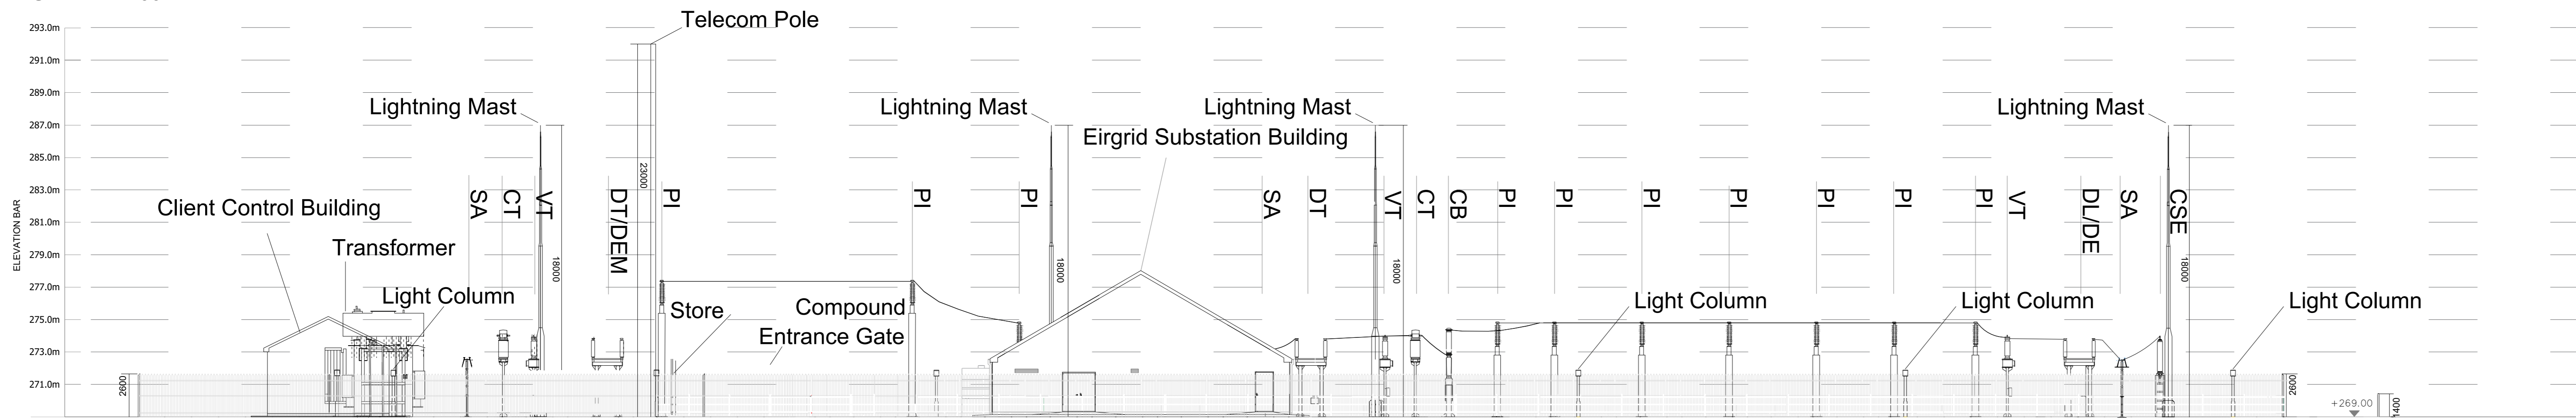 Telecom Pole
293.0m
291.0m
289.0m
287.0m
285.0m
283.0m
281.0m
279.0m
277.0m
275.0m
273.0m
271.0m
ELEVATION BAR
Lightning Mast
Lightning Mast
Lightning Mast
Lightning Mast
Eirgrid Substation Building
Client Control Building
Transformer
Light Column
SA
CT
VT
18000
DT/DEM
23000
PI
Store
Compound
Entrance Gate
PI
PI
18000
SA
DT
VT
18000
CT
CB
PI
PI
PI
PI
PI
PI
PI
VT
DL/DE
SA
CSE
18000
Light Column
Light Column
Light Column
2600
2600
+269.00
1400